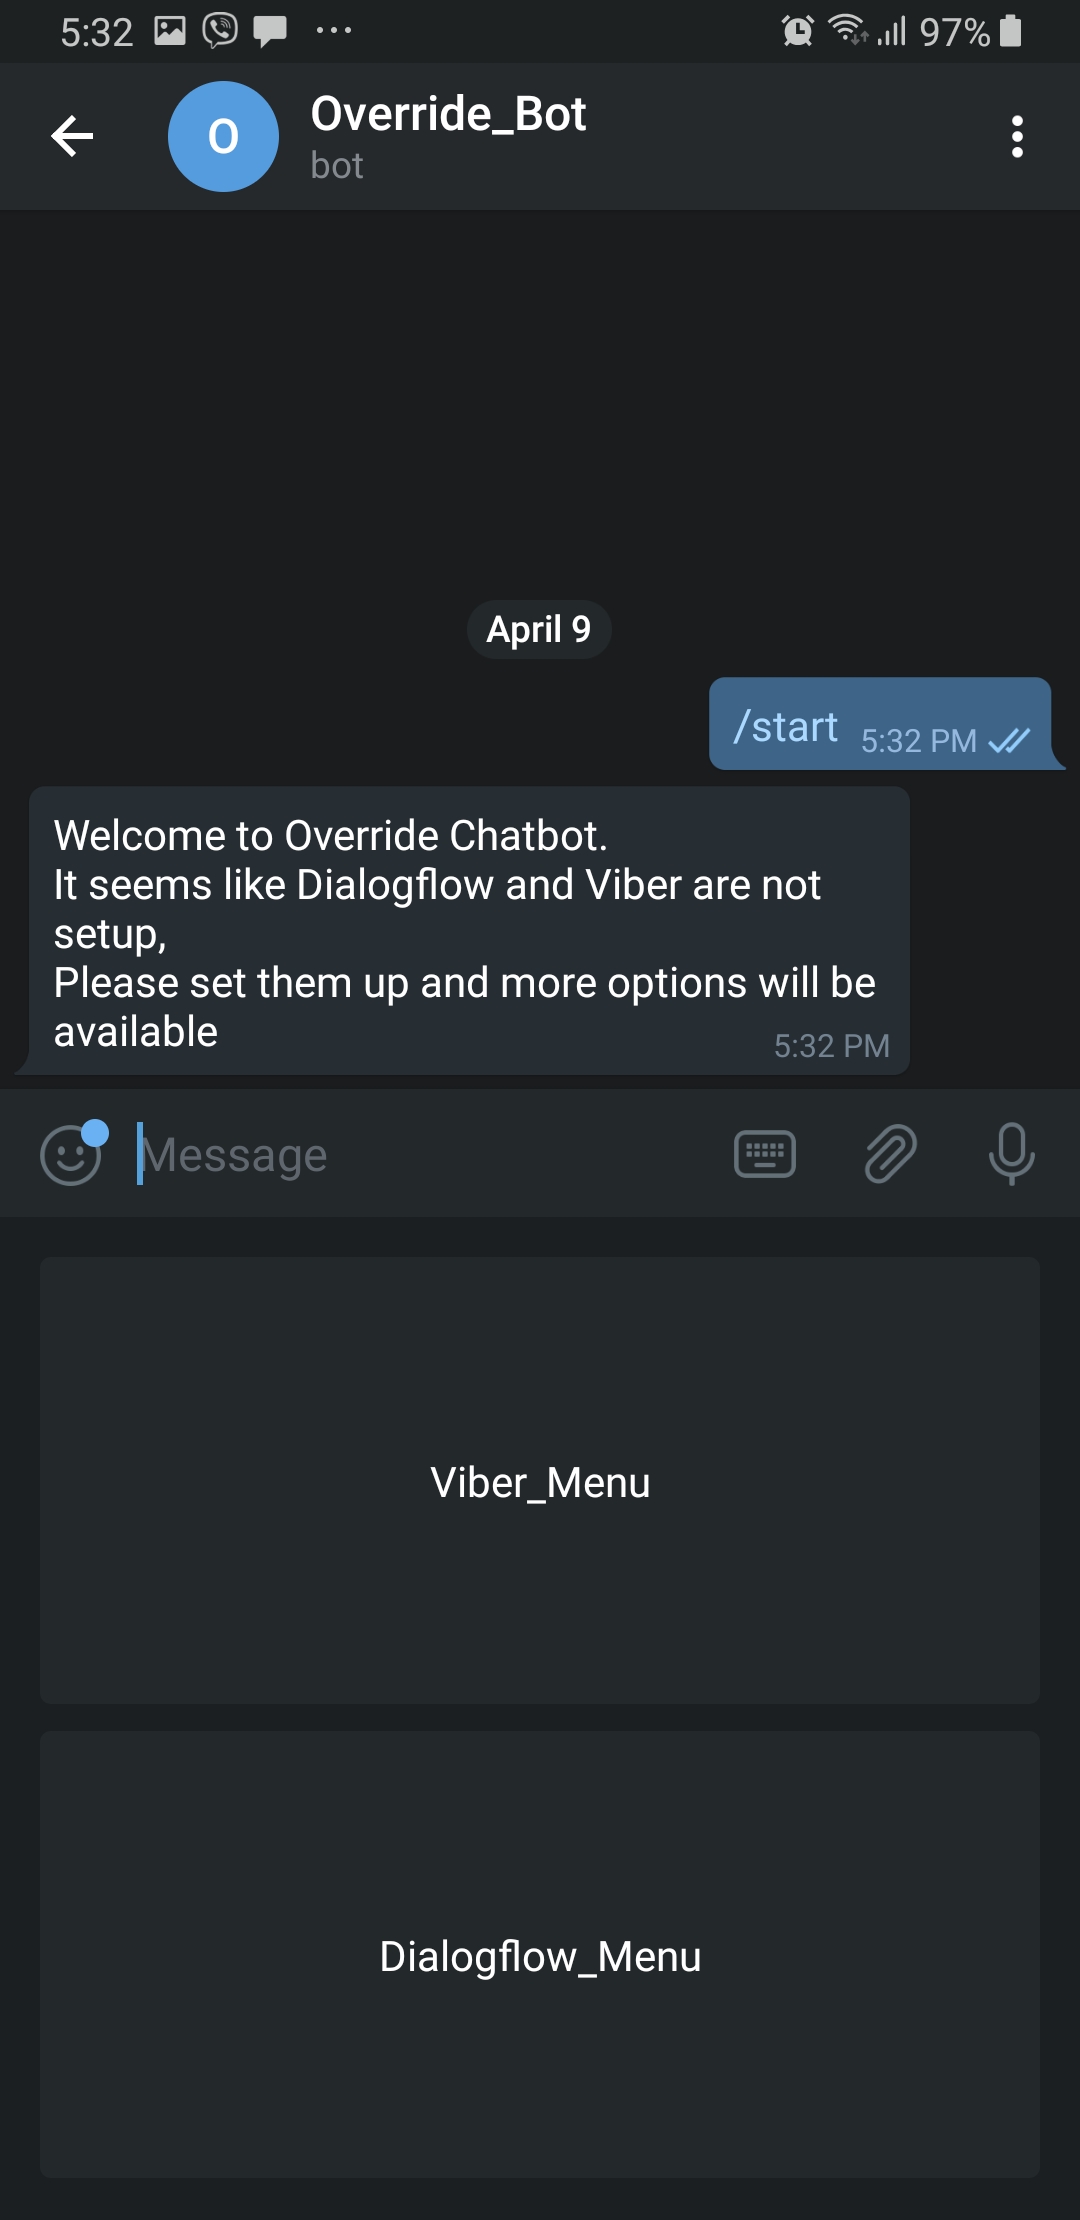 5:32
97%
O
Override_Bot
bot
April 9
/start 5:32 PM
Welcome to Override Chatbot.
It seems like Dialogflow and Viber are not
setup,
Please set them up and more options will be
available
5:32 PM
Message
Viber_Menu
Dialogflow_Menu